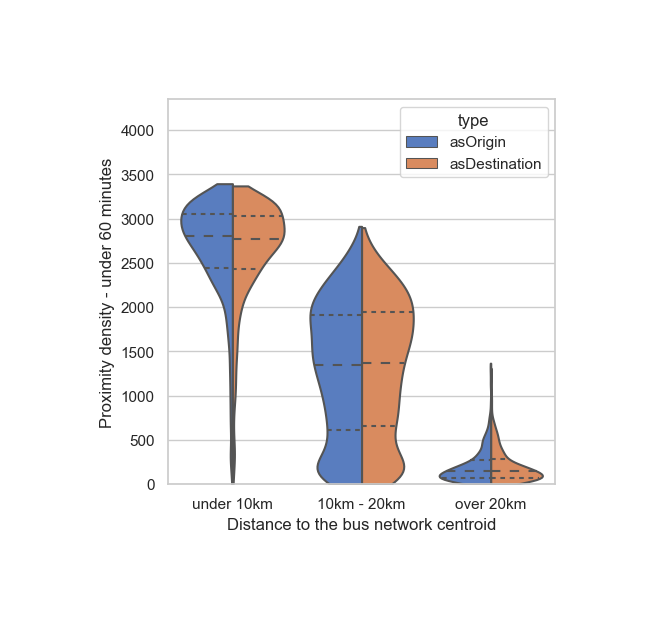 Proximity density - under 60 minutes
4000
3500
3000
2500
2000
1500
1000
500
0
type
asOrigin
asDestination
under 10km
10km - 20km
over 20km
Distance to the bus network centroid